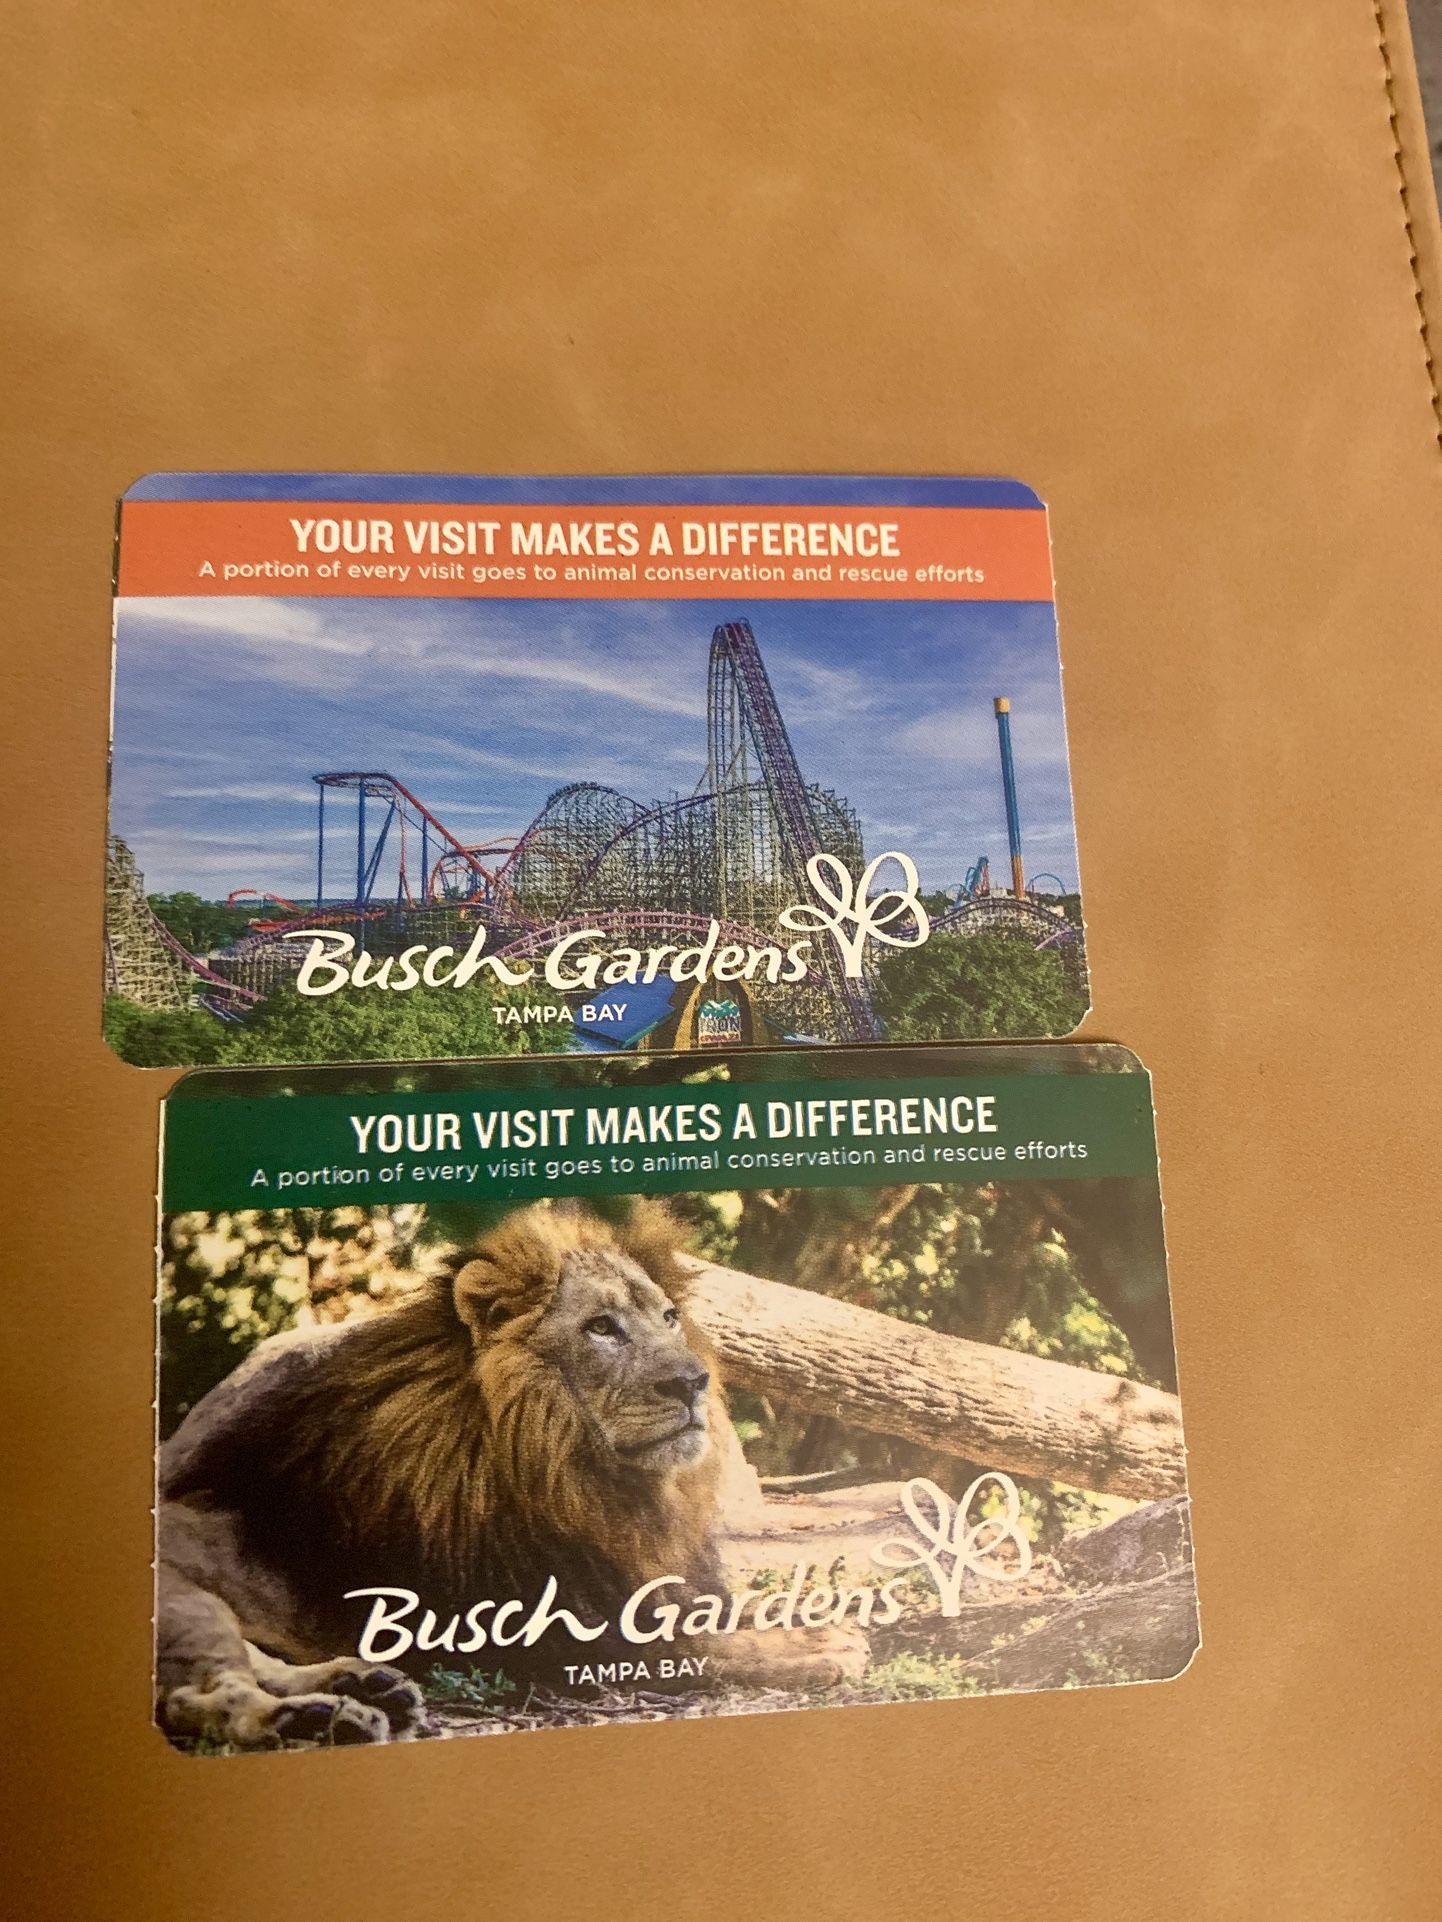 YOUR VISIT MAKES A DIFFERENCE
A portion of every visit goes to animal conservation and rescue efforts
Busch Gardens
TAMPA BAY
IRON
GWAZI
YOUR VISIT MAKES A DIFFERENCE
A portion of every visit goes to animal conservation and rescue efforts
Busch Gardens
TAMPA BAY